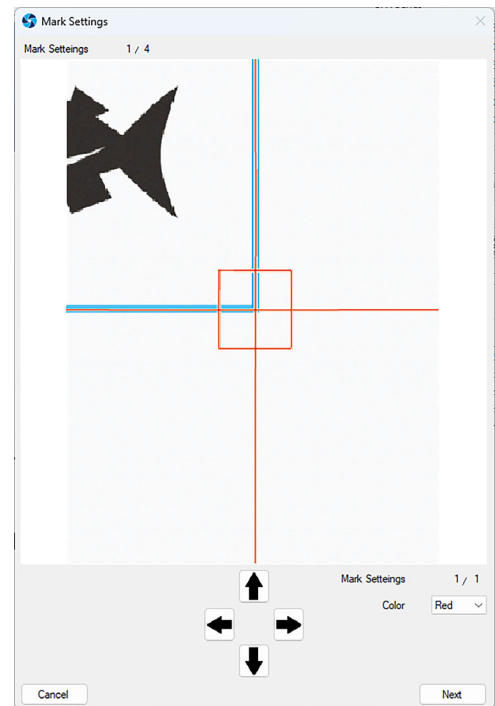 Mark Settings
Mark Setteings 1 / 4
Mark Setteings 1 / 1
Color Red
Cancel Next